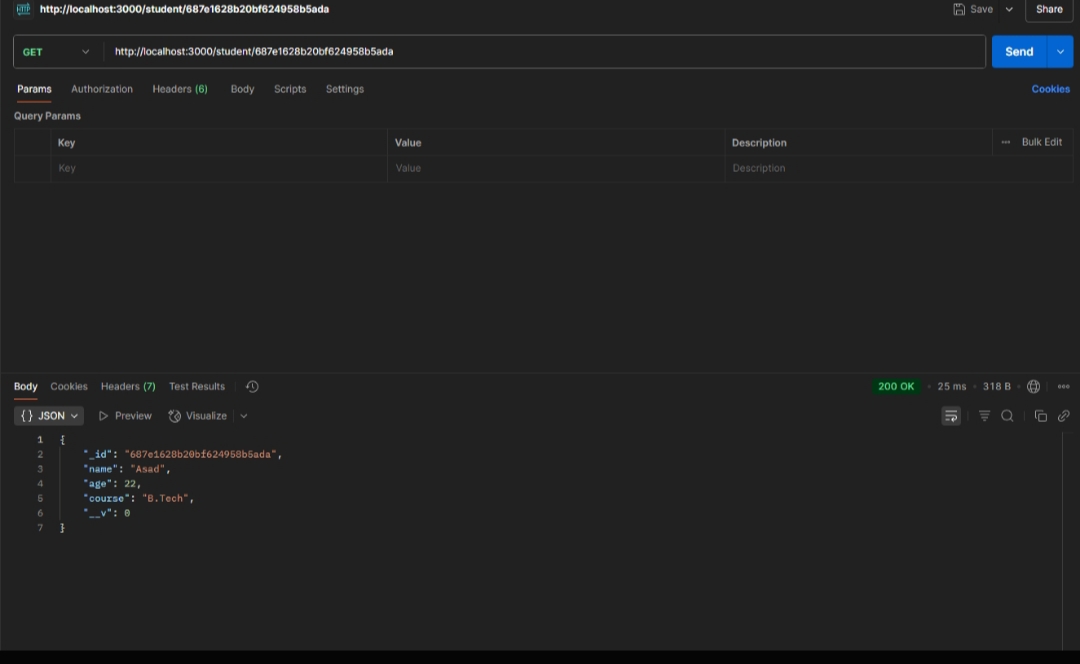 HTTP http://localhost:3000/student/687e1628b20bf624958b5ada Save Share
GET http://localhost:3000/student/687e1628b20bf624958b5ada Send
Params Authorization Headers (6) Body Scripts Settings Cookies
Query Params
Key Value Description ••• Bulk Edit
Key Value Description
Body Cookies Headers (7) Test Results 200 OK • 25 ms • 318 B • •••
{} JSON Preview Visualize
1 {
2 "_id": "687e1628b20bf624958b5ada",
3 "name": "Asad",
4 "age": 22,
5 "course": "B.Tech",
6 "__v": 0
7 }